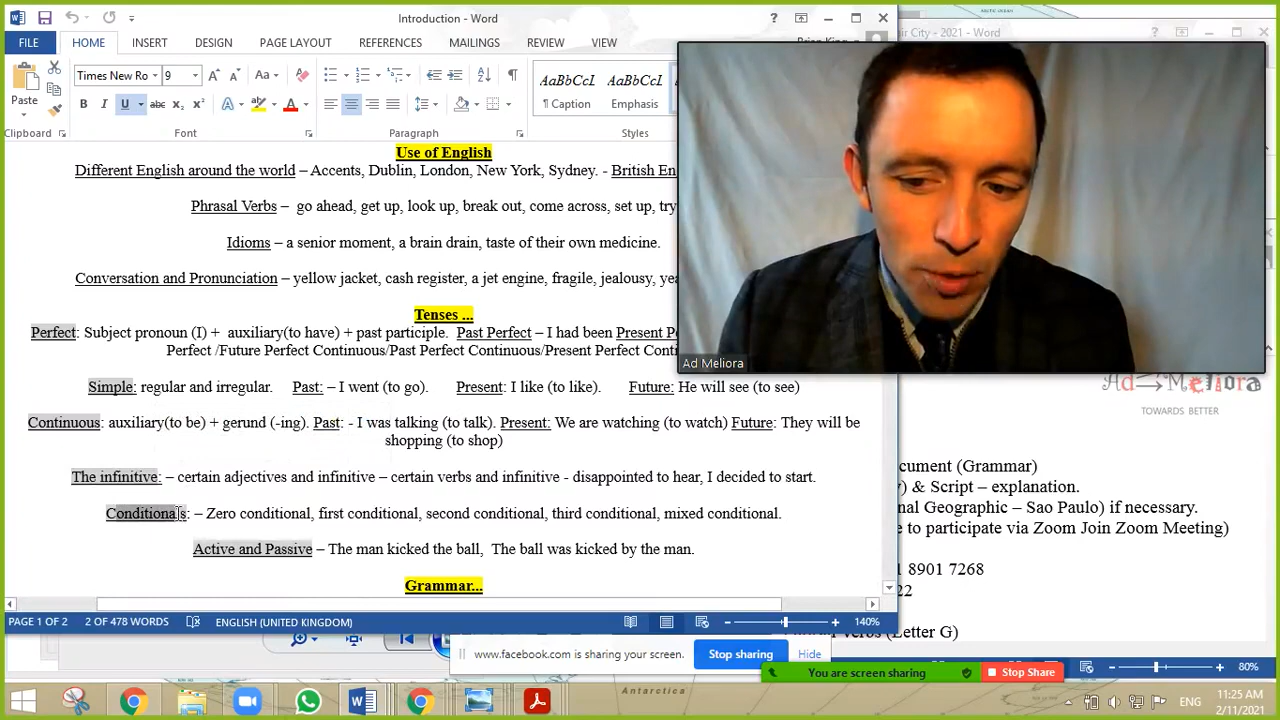 Introduction - Word
FILE HOME INSERT DESIGN PAGE LAYOUT REFERENCES MAILINGS REVIEW VIEW
Times New Ro 9
Aa
Paste
B I U abc x₂ x²
AaBbCcL AaBbCcL
¶ Caption Emphasis
Clipboard Font Paragraph Styles
City - 2021 - Word
Use of English
Different English around the world – Accents, Dublin, London, New York, Sydney. - British En
Phrasal Verbs – go ahead, get up, look up, break out, come across, set up, try
Idioms – a senior moment, a brain drain, taste of their own medicine.
Conversation and Pronunciation – yellow jacket, cash register, a jet engine, fragile, jealousy, yea
Tenses ...
Perfect: Subject pronoun (I) + auxiliary(to have) + past participle. Past Perfect – I had been Present P
Perfect /Future Perfect Continuous/Past Perfect Continuous/Present Perfect Conti
Simple: regular and irregular. Past: – I went (to go). Present: I like (to like). Future: He will see (to see)
Continuous: auxiliary(to be) + gerund (-ing). Past: - I was talking (to talk). Present: We are watching (to watch) Future: They will be
shopping (to shop)
The infinitive: – certain adjectives and infinitive – certain verbs and infinitive - disappointed to hear, I decided to start.
Conditionals: – Zero conditional, first conditional, second conditional, third conditional, mixed conditional.
Active and Passive – The man kicked the ball, The ball was kicked by the man.
Grammar...
PAGE 1 OF 2 2 OF 478 WORDS ENGLISH (UNITED KINGDOM) 140%
Ad Meliora
Ad Meliora
TOWARDS BETTER
cument (Grammar)
) & Script – explanation.
nal Geographic – Sao Paulo) if necessary.
e to participate via Zoom Join Zoom Meeting)
1 8901 7268
22
Verbs (Letter G)
80%
www.facebook.com is sharing your screen. Stop sharing Hide
You are screen sharing Stop Share
Antarctica
ENG
11:25 AM
2/11/2021